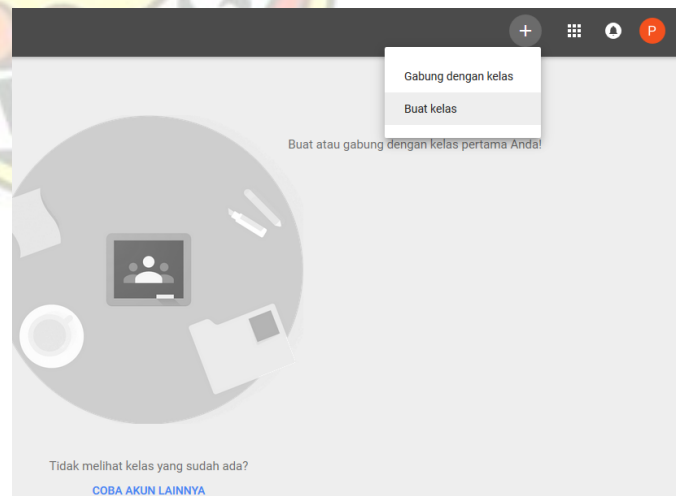 P
Gabung dengan kelas
Buat kelas
Buat atau gabung dengan kelas pertama Anda!
Tidak melihat kelas yang sudah ada?
COBA AKUN LAINNYA